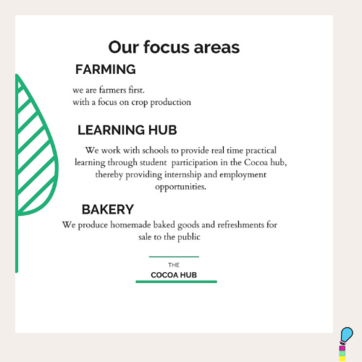 Our focus areas
FARMING
we are farmers first.
with a focus on crop production
LEARNING HUB
We work with schools to provide real time practical
learning through student participation in the Cocoa hub,
thereby providing internship and employment
opportunities.
BAKERY
We produce homemade baked goods and refreshments for
sale to the public
THE
COCOA HUB